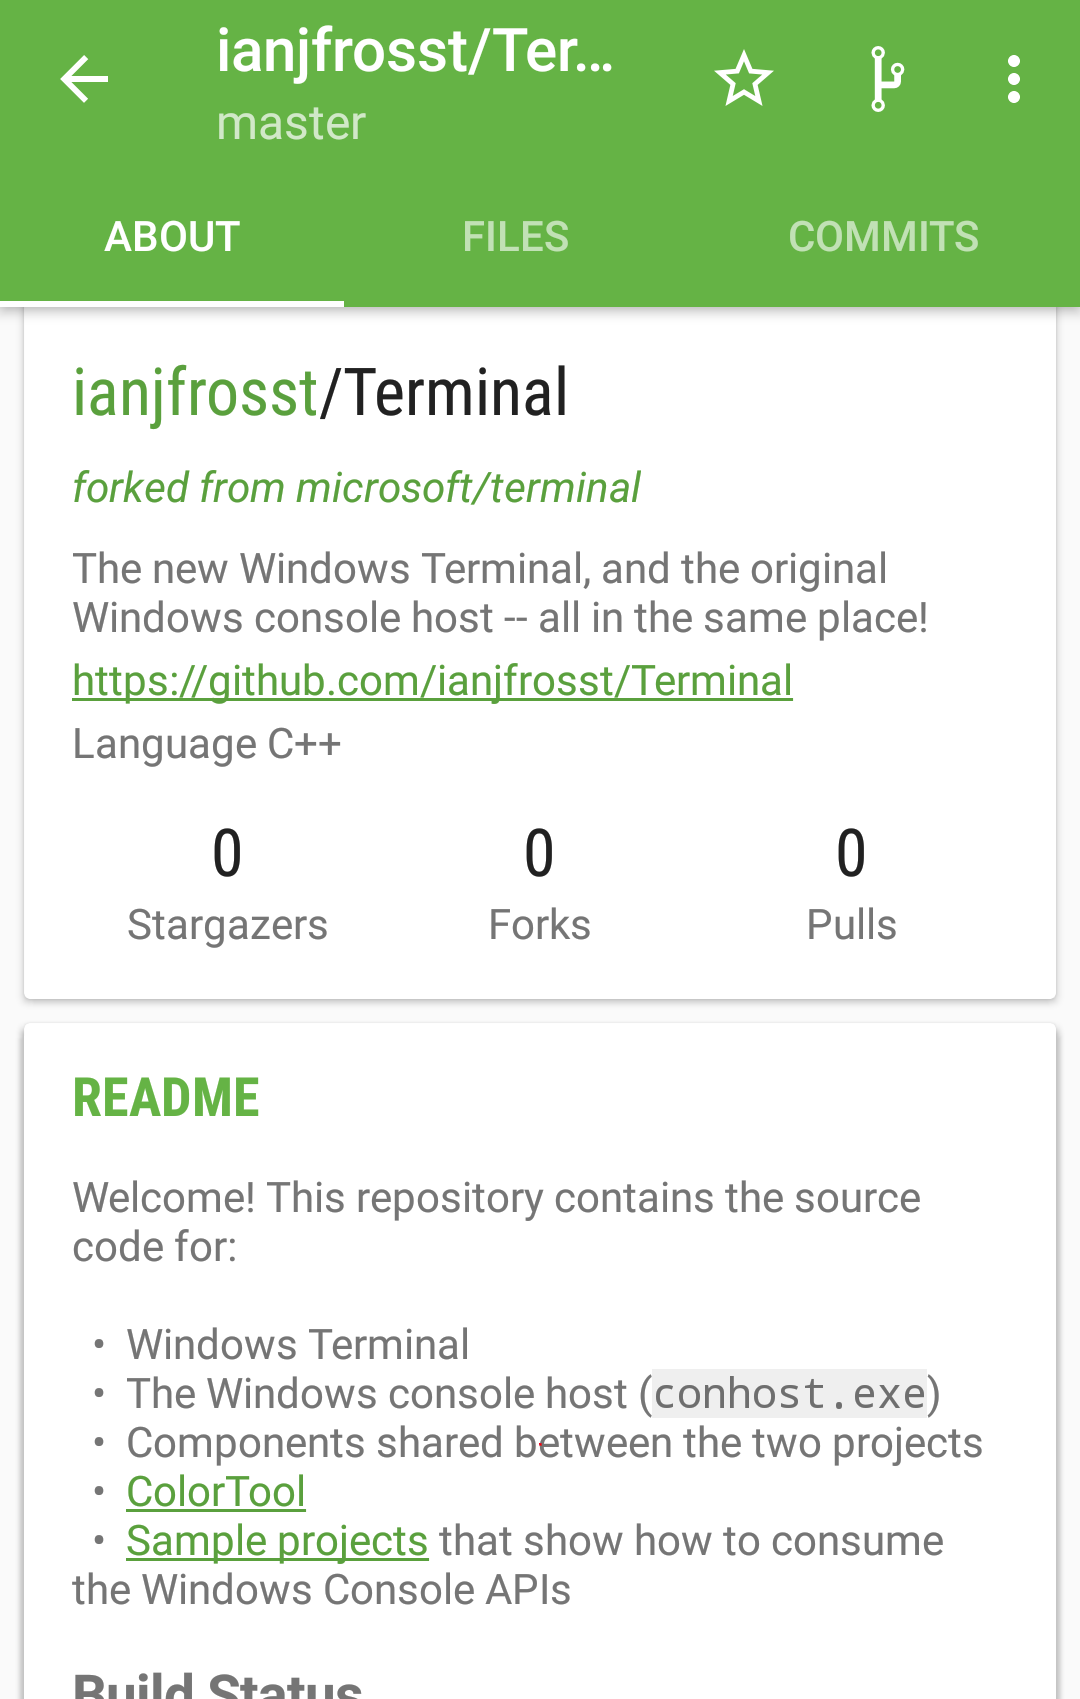 ianjfrosst/Ter...
master
ABOUT FILES COMMITS
ianjfrosst/Terminal
forked from microsoft/terminal
The new Windows Terminal, and the original
Windows console host -- all in the same place!
https://github.com/ianjfrosst/Terminal
Language C++
0 0 0
Stargazers Forks Pulls
README
Welcome! This repository contains the source
code for:
• Windows Terminal
• The Windows console host (conhost.exe)
• Components shared between the two projects
• ColorTool
• Sample projects that show how to consume
the Windows Console APIs
Build Status